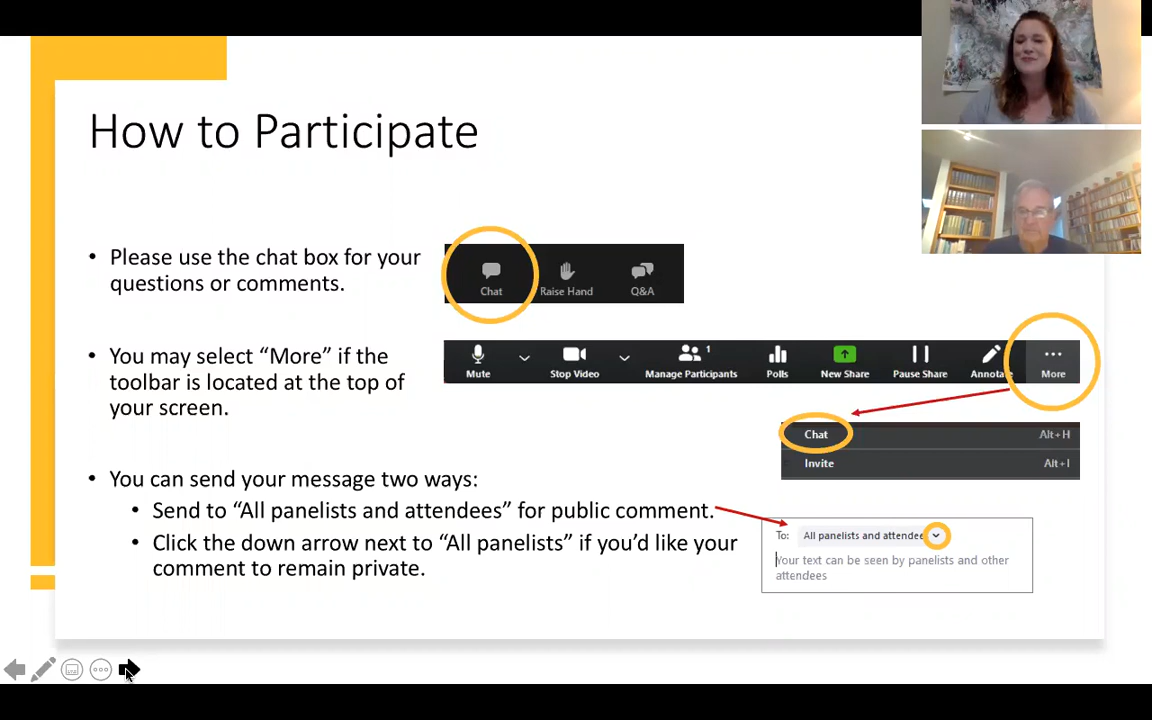 How to Participate
• Please use the chat box for your
questions or comments.
Chat
Raise Hand
Q&A
• You may select “More” if the
toolbar is located at the top of
your screen.
Mute
Stop Video
1
Manage Participants
Polls
New Share
Pause Share
Annotate
More
Chat Alt+H
Invite Alt+I
• You can send your message two ways:
• Send to “All panelists and attendees” for public comment.
• Click the down arrow next to “All panelists” if you’d like your
comment to remain private.
To: All panelists and attendee
Your text can be seen by panelists and other
attendees